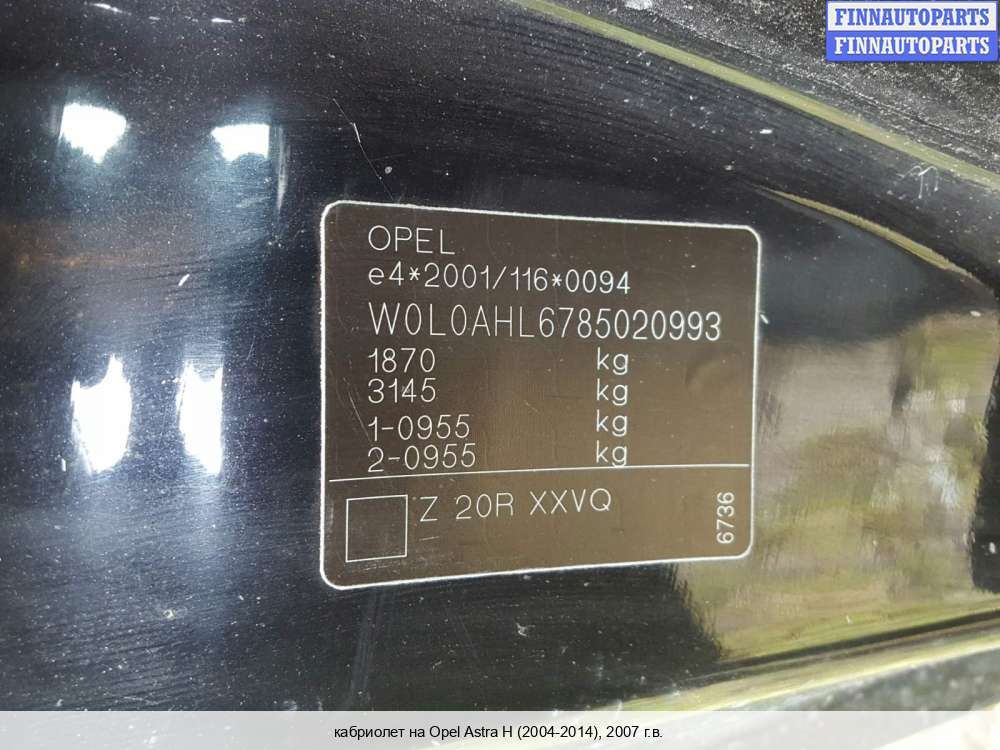 FINNAUTOPARTS
FINNAUTOPARTS
OPEL
e4*2001/116*0094
W0L0AHL6785020993
1870 kg
3145 kg
1-0955 kg
2-0955 kg
Z 20R XXVQ
6736
кабриолет на Opel Astra H (2004-2014), 2007 г.в.